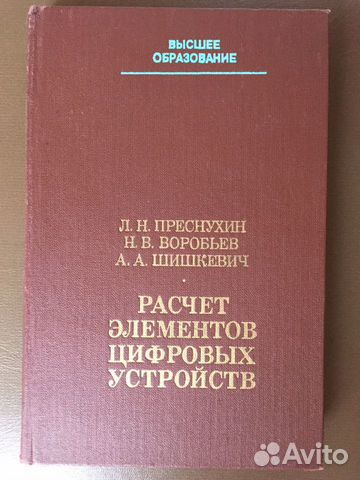 ВЫСШЕЕ
ОБРАЗОВАНИЕ
Л. Н. ПРЕСНУХИН
Н. В. ВОРОБЬЕВ
А. А. ШИШКЕВИЧ
РАСЧЕТ
ЭЛЕМЕНТОВ
ЦИФРОВЫХ
УСТРОЙСТВ
Avito